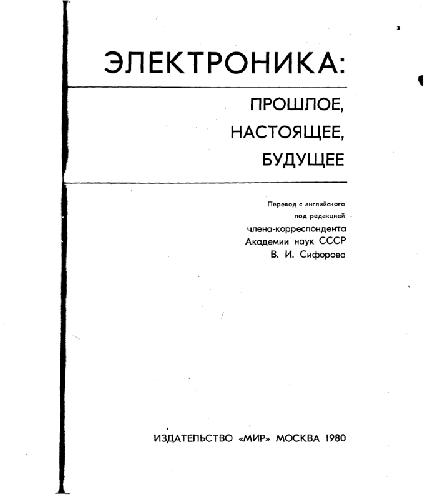 ЭЛЕКТРОНИКА:
ПРОШЛОЕ,
НАСТОЯЩЕЕ,
БУДУЩЕЕ
Перевод с английского
под редакцией
члена-корреспондента
Академии наук СССР
В. И. Сифорова
ИЗДАТЕЛЬСТВО «МИР» МОСКВА 1980